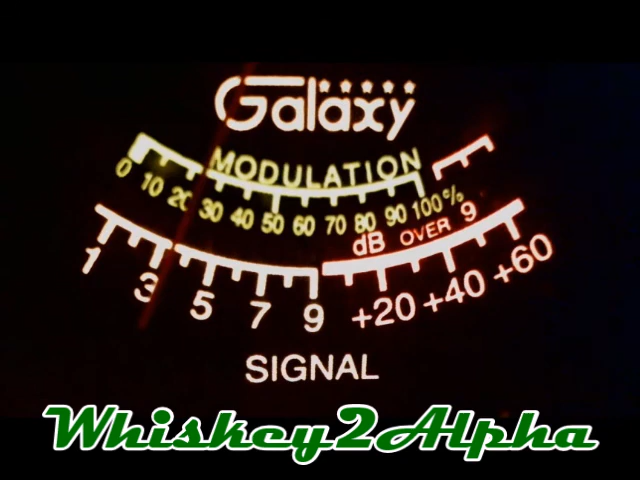 Galaxy
MODULATION
0 10 20 30 40 50 60 70 80 90 100%
dB OVER 9
1 3 5 7 9 +20 +40 +60
SIGNAL
Whiskey2Alpha